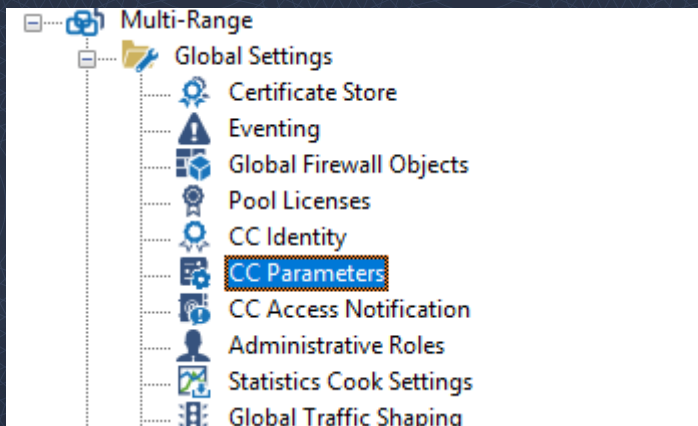 Multi-Range
Global Settings
Certificate Store
Eventing
Global Firewall Objects
Pool Licenses
CC Identity
CC Parameters
CC Access Notification
Administrative Roles
Statistics Cook Settings
Global Traffic Shaping